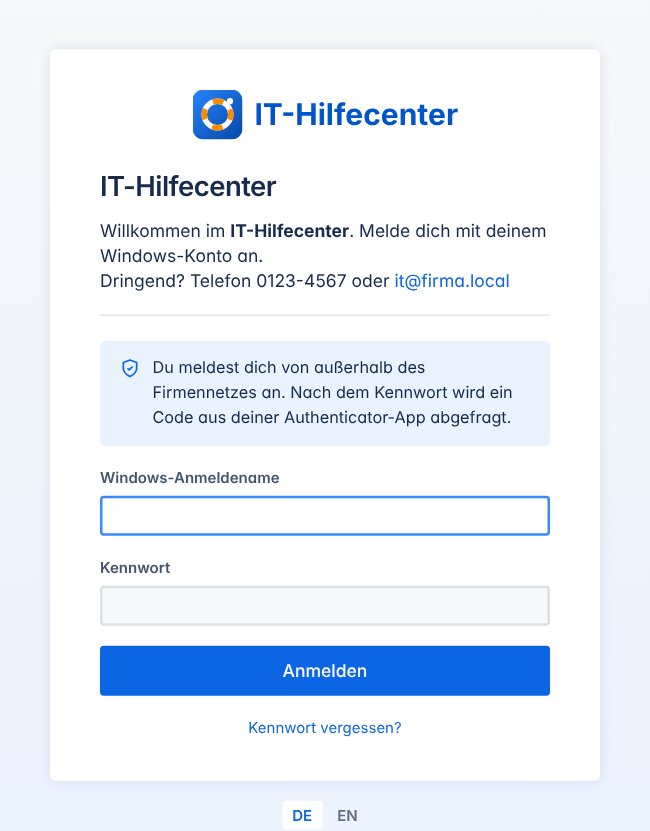 IT-Hilfecenter
IT-Hilfecenter
Willkommen im IT-Hilfecenter. Melde dich mit deinem
Windows-Konto an.
Dringend? Telefon 0123-4567 oder it@firma.local
Du meldest dich von außerhalb des
Firmennetzes an. Nach dem Kennwort wird ein
Code aus deiner Authenticator-App abgefragt.
Windows-Anmeldename
Kennwort
Anmelden
Kennwort vergessen?
DE EN